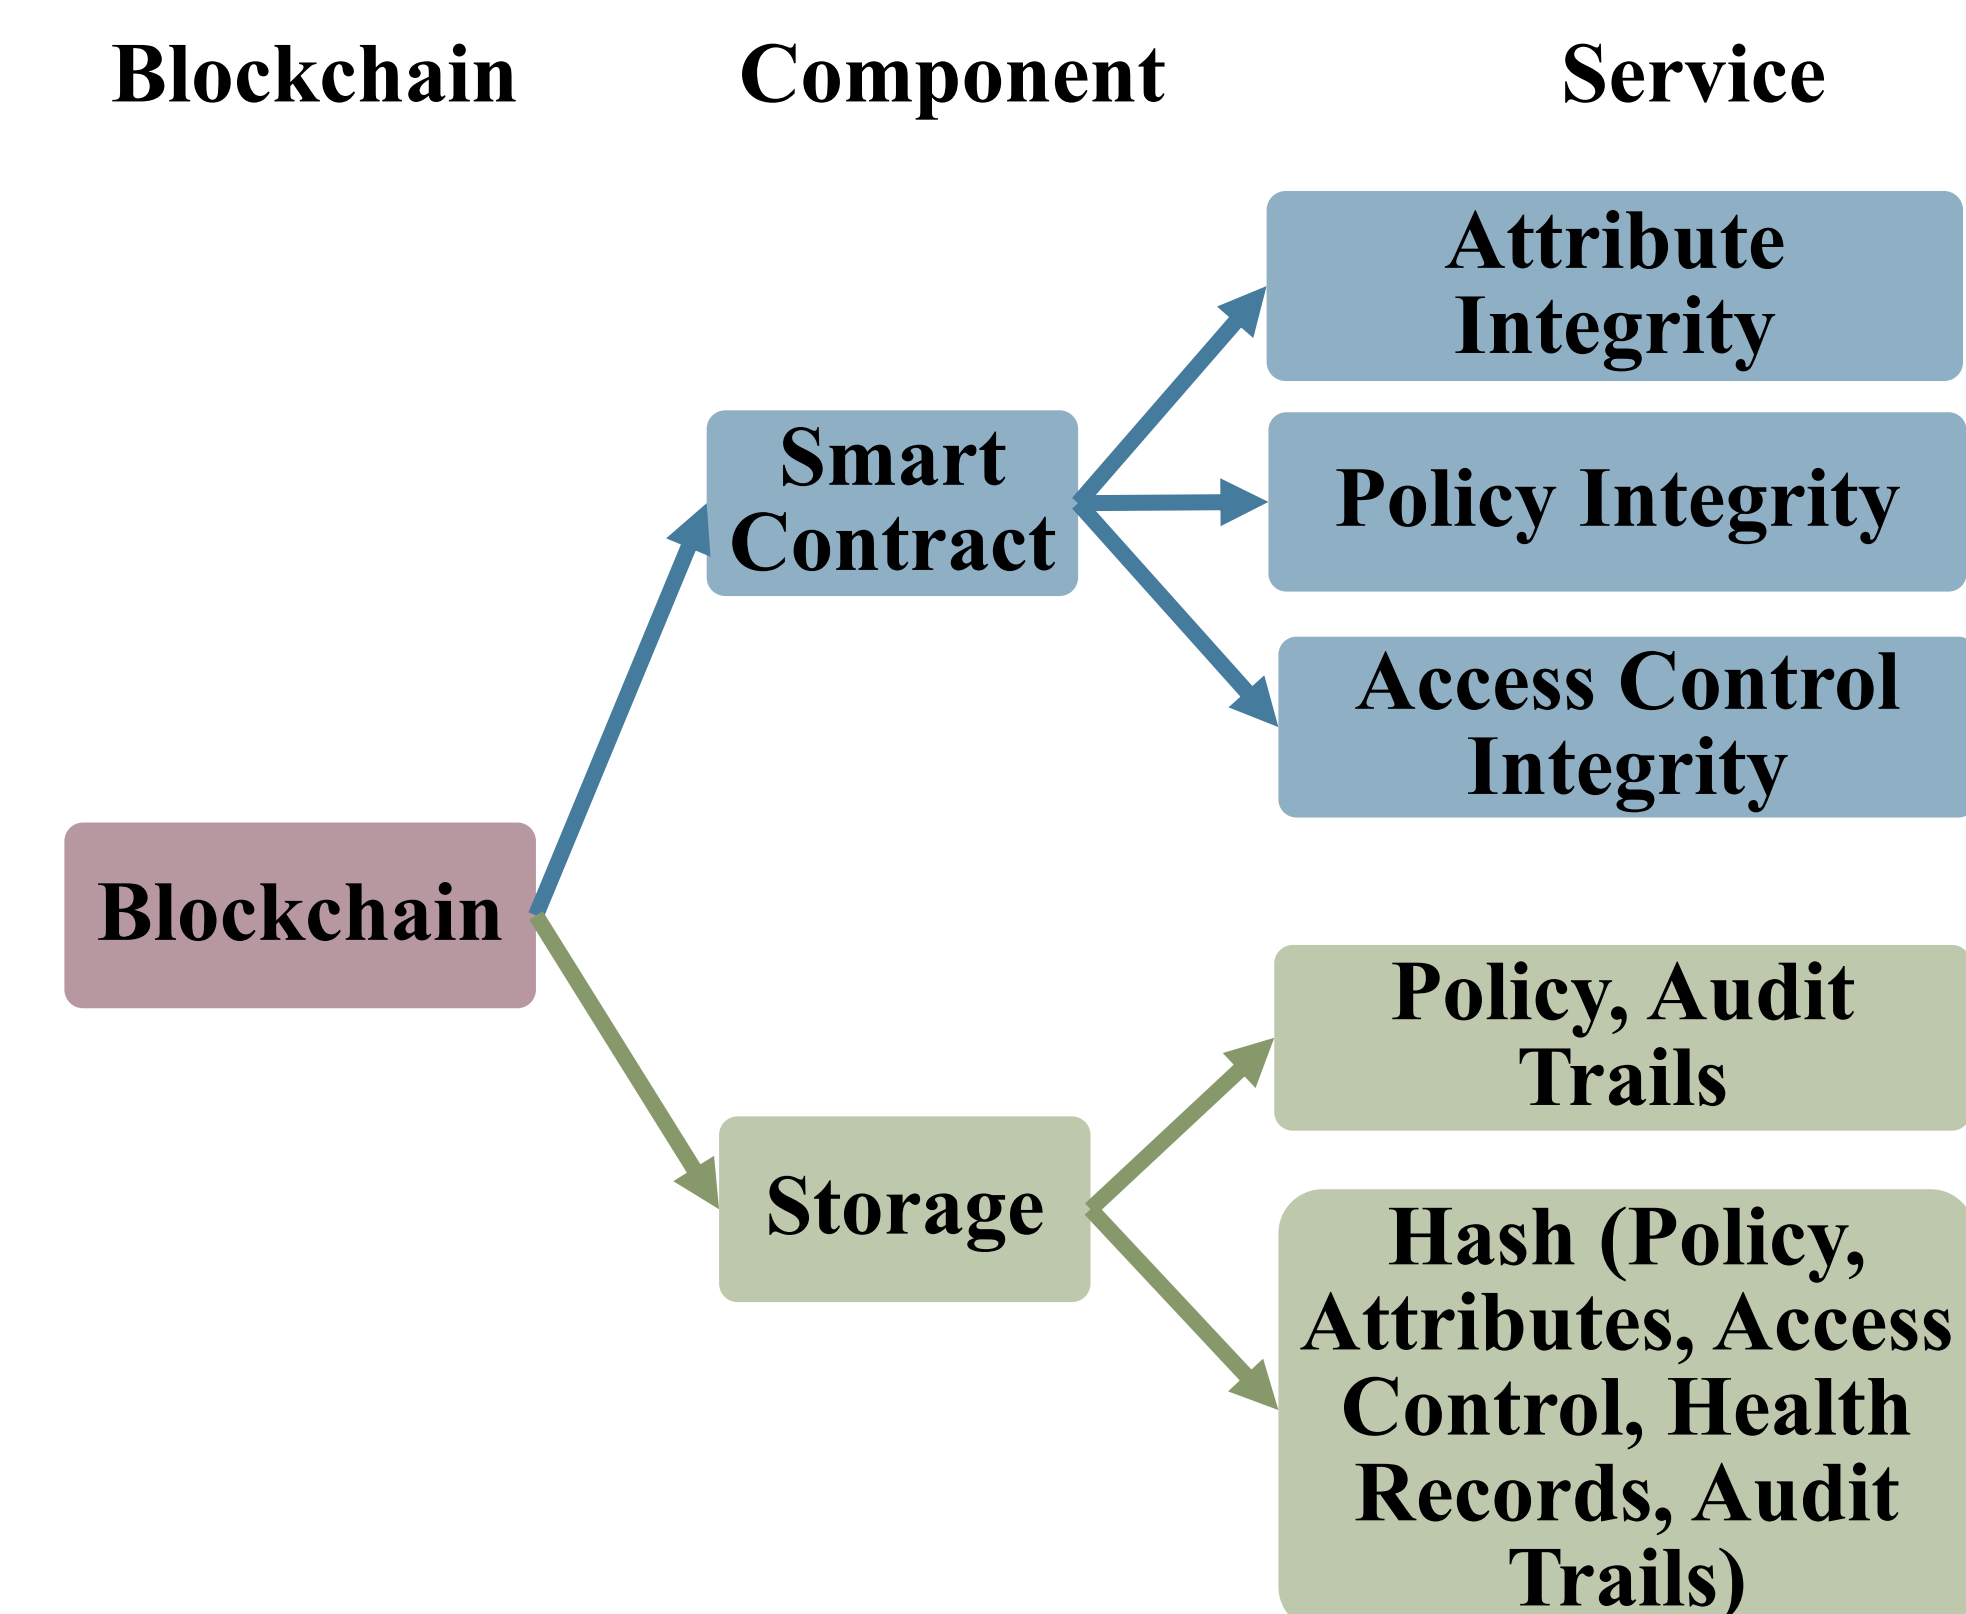 Blockchain
Component
Service
Attribute
Integrity
Smart
Contract
Policy Integrity
Access Control
Integrity
Blockchain
Policy, Audit
Trails
Storage
Hash (Policy,
Attributes, Access
Control, Health
Records, Audit
Trails)